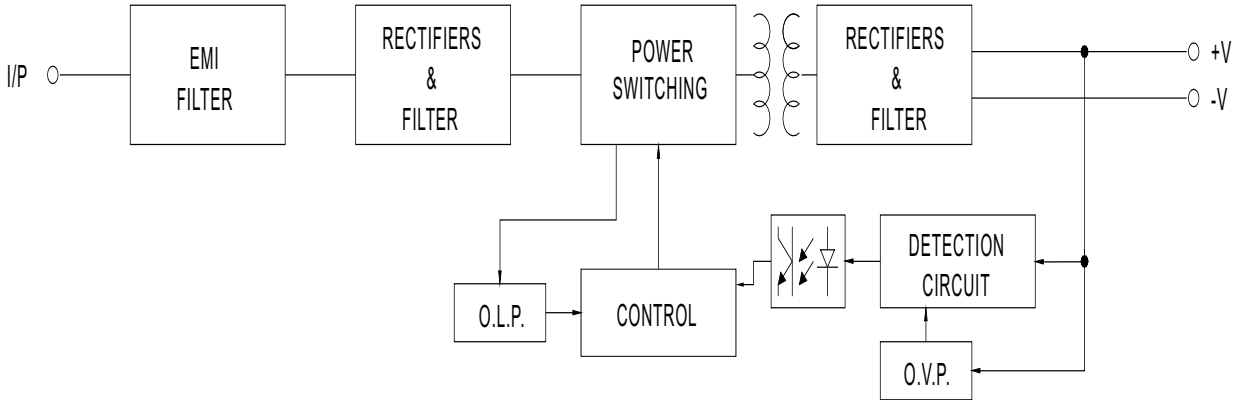 I/P
EMI
FILTER
RECTIFIERS
&
FILTER
POWER
SWITCHING
RECTIFIERS
&
FILTER
+V
-V
O.L.P.
CONTROL
DETECTION
CIRCUIT
O.V.P.